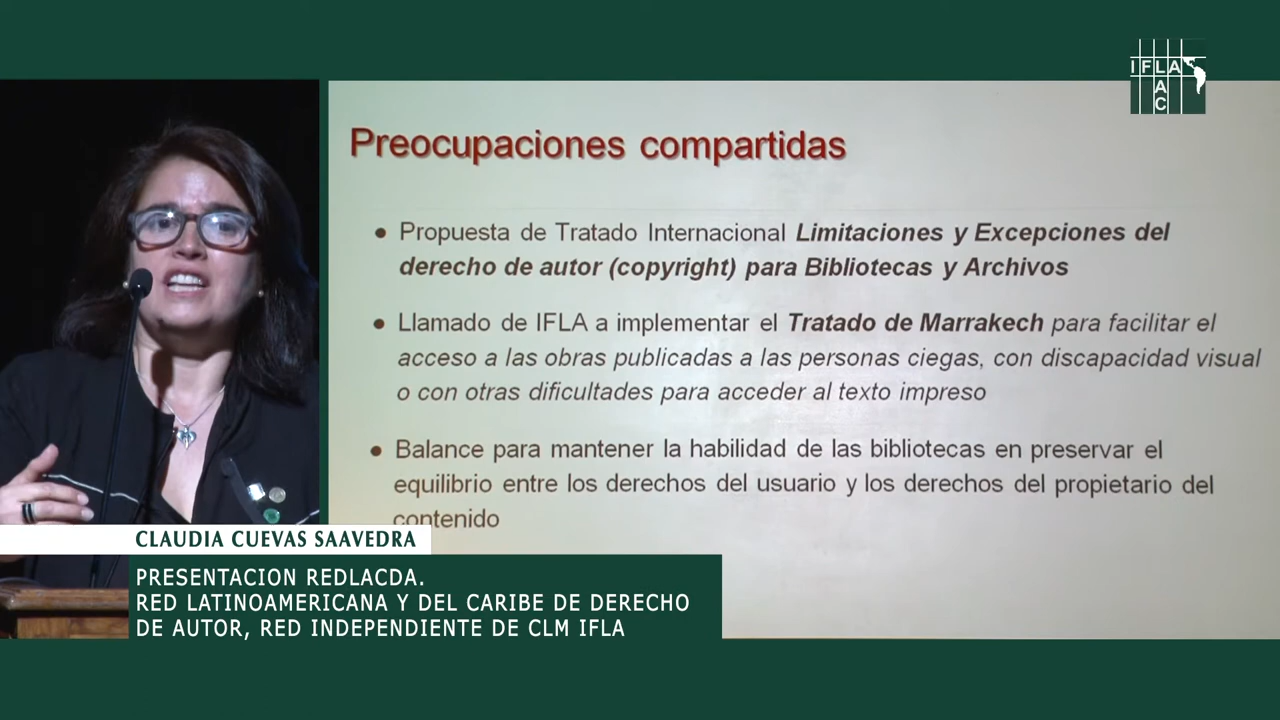 IFLA
LAC
Preocupaciones compartidas
• Propuesta de Tratado Internacional Limitaciones y Excepciones del
derecho de autor (copyright) para Bibliotecas y Archivos
• Llamado de IFLA a implementar el Tratado de Marrakech para facilitar el
acceso a las obras publicadas a las personas ciegas, con discapacidad visual
o con otras dificultades para acceder al texto impreso
• Balance para mantener la habilidad de las bibliotecas en preservar el
equilibrio entre los derechos del usuario y los derechos del propietario del
contenido
CLAUDIA CUEVAS SAAVEDRA
PRESENTACION REDLACDA.
RED LATINOAMERICANA Y DEL CARIBE DE DERECHO
DE AUTOR, RED INDEPENDIENTE DE CLM IFLA